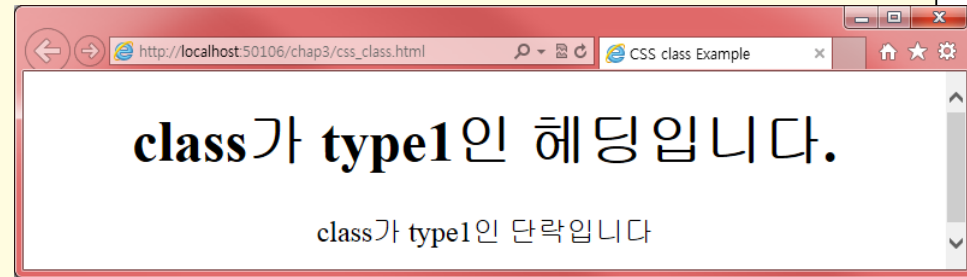 http://localhost:50106/chap3/css_class.html
CSS class Example
class가 type1인 헤딩입니다.
class가 type1인 단락입니다